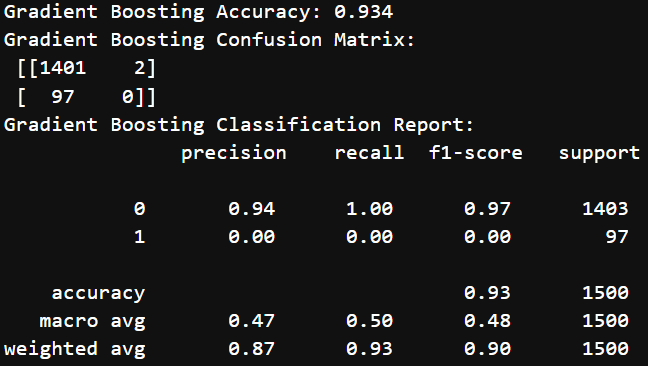 Gradient Boosting Accuracy: 0.934
Gradient Boosting Confusion Matrix:
[[1401    2]
[  97    0]]
Gradient Boosting Classification Report:
precision    recall  f1-score   support
0       0.94      1.00      0.97      1403
1       0.00      0.00      0.00        97
accuracy                           0.93      1500
macro avg       0.47      0.50      0.48      1500
weighted avg       0.87      0.93      0.90      1500